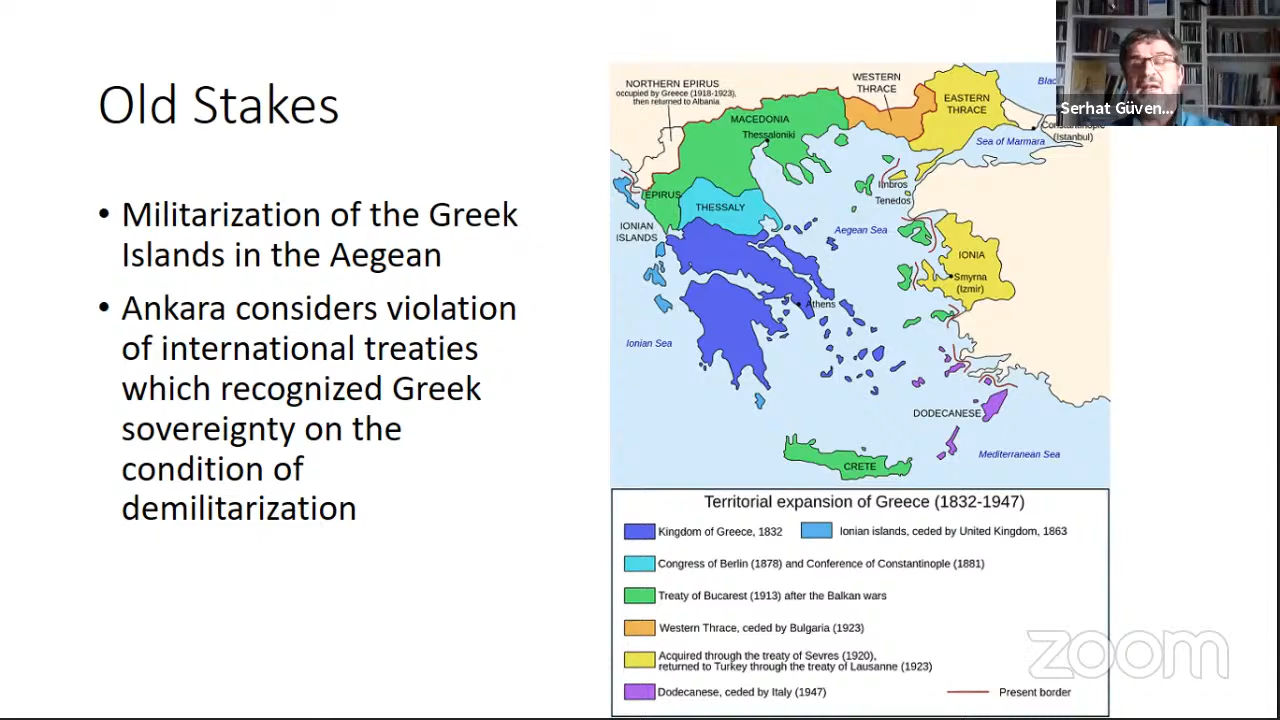 Old Stakes
• Militarization of the Greek
Islands in the Aegean
• Ankara considers violation
of international treaties
which recognized Greek
sovereignty on the
condition of
demilitarization
NORTHERN EPIRUS
occupied by Greece (1918-1923),
then returned to Albania
WESTERN
THRACE
EASTERN
THRACE
Serhat Güven...
(Istanbul)
MACEDONIA
Thessaloniki
Sea of Marmara
EPIRUS
THESSALY
Imbros
Tenedos
IONIAN
ISLANDS
Aegean Sea
IONIA
Smyrna
(Izmir)
Athens
Ionian Sea
DODECANESE
Mediterranean Sea
CRETE
Territorial expansion of Greece (1832-1947)
Kingdom of Greece, 1832
Ionian islands, ceded by United Kingdom, 1863
Congress of Berlin (1878) and Conference of Constantinople (1881)
Treaty of Bucarest (1913) after the Balkan wars
Western Thrace, ceded by Bulgaria (1923)
Acquired through the treaty of Sevres (1920),
returned to Turkey through the treaty of Lausanne (1923)
Dodecanese, ceded by Italy (1947)
Present border
zoom